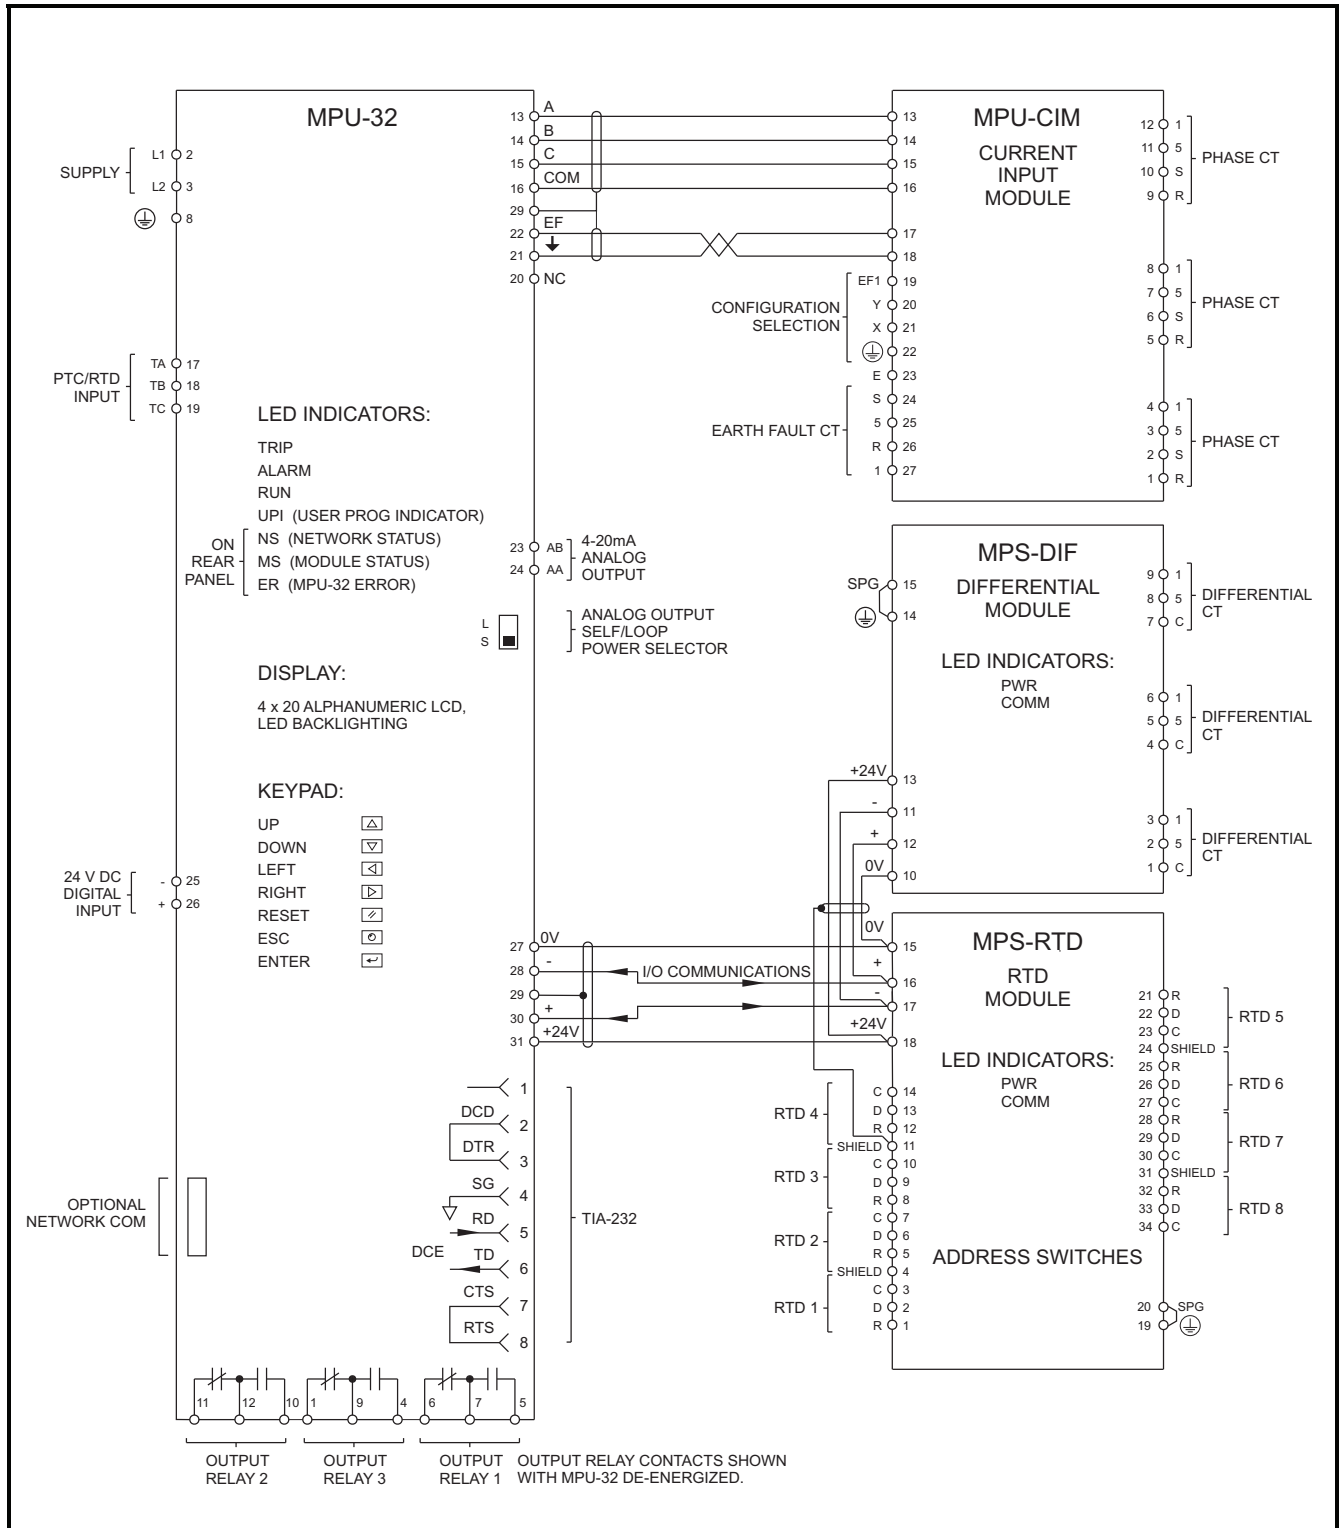 MPU-32
SUPPLY
L1 2
L2 3
8
PTC/RTD
INPUT
TA 17
TB 18
TC 19
LED INDICATORS:
TRIP
ALARM
RUN
UPI (USER PROG INDICATOR)
ON
REAR
PANEL
NS (NETWORK STATUS)
MS (MODULE STATUS)
ER (MPU-32 ERROR)
DISPLAY:
4 x 20 ALPHANUMERIC LCD,
LED BACKLIGHTING
KEYPAD:
UP
DOWN
LEFT
RIGHT
RESET
ESC
ENTER
24 V DC
DIGITAL
INPUT
- 25
+ 26
OPTIONAL
NETWORK COM
13 A
14 B
15 C
16 COM
29
22 EF
21
20 NC
23 AB
24 AA
4-20mA
ANALOG
OUTPUT
L
S
ANALOG OUTPUT
SELF/LOOP
POWER SELECTOR
27 0V
28 -
29
30 +
31 +24V
I/O COMMUNICATIONS
1
DCD 2
DTR 3
SG 4
RD 5
DCE
TD 6
CTS 7
RTS 8
TIA-232
11 12 10 1 9 4 6 7 5
OUTPUT
RELAY 2
OUTPUT
RELAY 3
OUTPUT
RELAY 1
OUTPUT RELAY CONTACTS SHOWN
WITH MPU-32 DE-ENERGIZED.
MPU-CIM
CURRENT
INPUT
MODULE
13
14
15
16
17
18
CONFIGURATION
SELECTION
EF1 19
Y 20
X 21
22
E 23
EARTH FAULT CT
S 24
5 25
R 26
1 27
12 1
11 5
10 S
9 R
PHASE CT
8 1
7 5
6 S
5 R
PHASE CT
4 1
3 5
2 S
1 R
PHASE CT
MPS-DIF
DIFFERENTIAL
MODULE
LED INDICATORS:
PWR
COMM
SPG 15
14
+24V 13
- 11
+ 12
0V 10
9 1
8 5
7 C
DIFFERENTIAL
CT
6 1
5 5
4 C
DIFFERENTIAL
CT
3 1
2 5
1 C
DIFFERENTIAL
CT
MPS-RTD
RTD
MODULE
LED INDICATORS:
PWR
COMM
ADDRESS SWITCHES
0V 15
+ 16
- 17
+24V 18
RTD 4
C 14
D 13
R 12
SHIELD 11
RTD 3
C 10
D 9
R 8
RTD 2
C 7
D 6
R 5
SHIELD 4
RTD 1
C 3
D 2
R 1
21 R
22 D
23 C
24 SHIELD
RTD 5
25 R
26 D
27 C
RTD 6
28 R
29 D
30 C
31 SHIELD
RTD 7
32 R
33 D
34 C
RTD 8
20 SPG
19